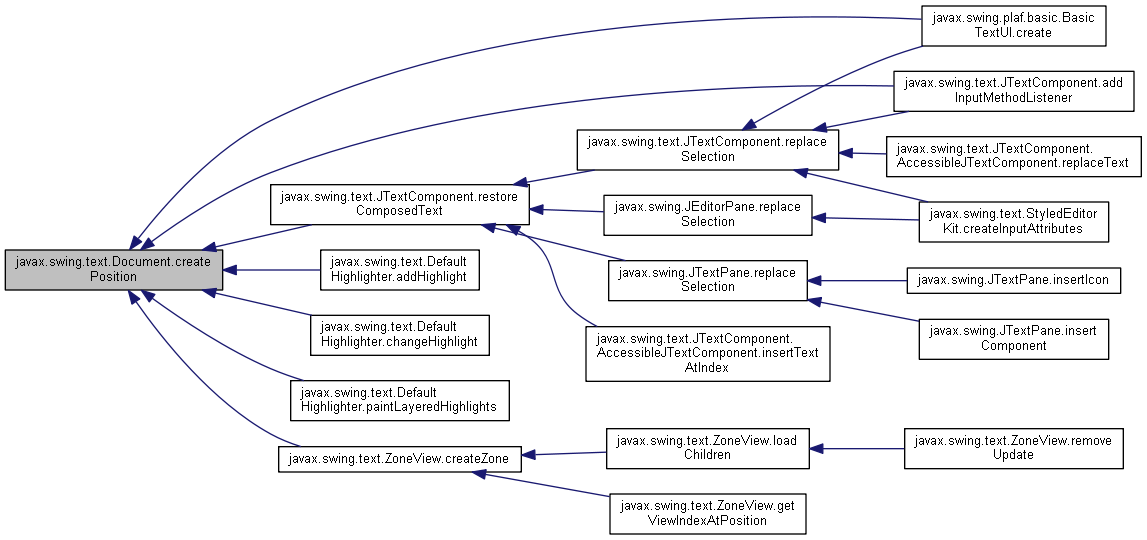 javax.swing.text.Document.create
Position
javax.swing.text.JTextComponent.restore
ComposedText
javax.swing.text.Default
Highlighter.addHighlight
javax.swing.text.Default
Highlighter.changeHighlight
javax.swing.text.Default
Highlighter.paintLayeredHighlights
javax.swing.text.ZoneView.createZone
javax.swing.text.JTextComponent.replace
Selection
javax.swing.JEditorPane.replace
Selection
javax.swing.JTextPane.replace
Selection
javax.swing.text.JTextComponent.
AccessibleJTextComponent.insertText
AtIndex
javax.swing.text.ZoneView.load
Children
javax.swing.text.ZoneView.get
ViewIndexAtPosition
javax.swing.plaf.basic.Basic
TextUI.create
javax.swing.text.JTextComponent.add
InputMethodListener
javax.swing.text.JTextComponent.
AccessibleJTextComponent.replaceText
javax.swing.text.StyledEditor
Kit.createInputAttributes
javax.swing.JTextPane.insertIcon
javax.swing.JTextPane.insert
Component
javax.swing.text.ZoneView.remove
Update